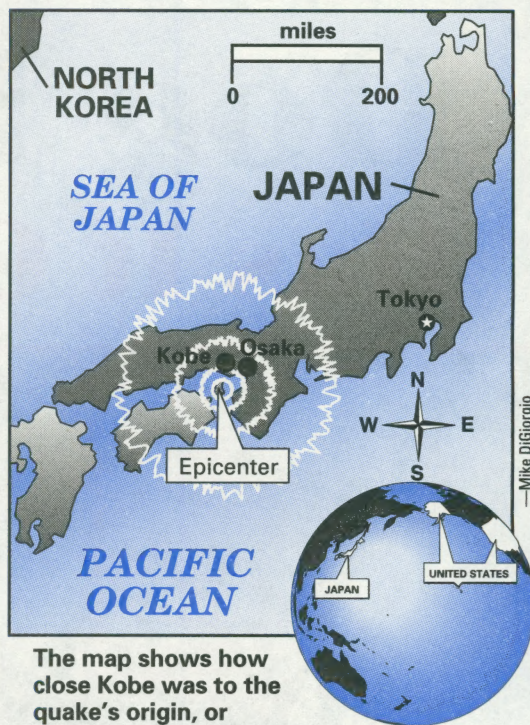 miles
0 200
NORTH
KOREA
SEA OF
JAPAN
JAPAN
Tokyo
Kobe Osaka
Epicenter
N
W E
S
—Mike DiGiorgio
PACIFIC
OCEAN
JAPAN
UNITED STATES
The map shows how
close Kobe was to the
quake's origin, or